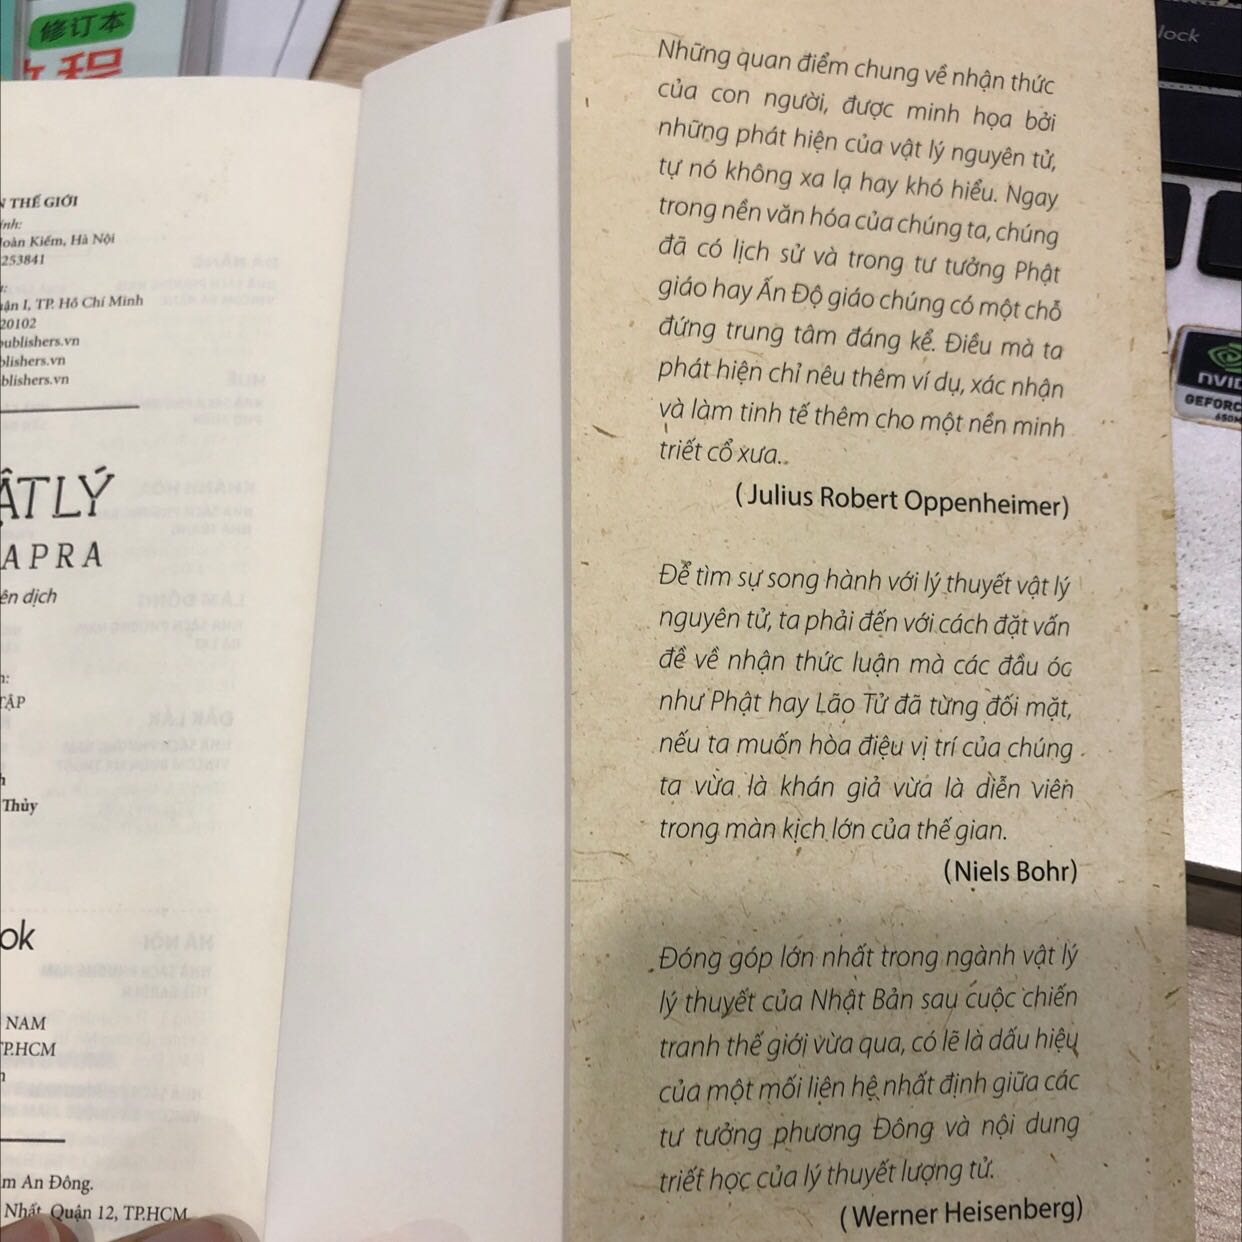 修订本
THẾ GIỚI
Hoàn Kiếm, Hà Nội
253841
TP. Hồ Chí Minh
20102
publishers.vn
blishers.vn
blishers.vn
ẬT LÝ
APRA
dịch
TẬP
Thủy
ok
NAM
TP.HCM
An Đông.
Nhất, Quận 12, TP.HCM
Những quan điểm chung về nhận thức
của con người, được minh họa bởi
những phát hiện của vật lý nguyên tử,
tự nó không xa lạ hay khó hiểu. Ngay
trong nền văn hóa của chúng ta, chúng
đã có lịch sử và trong tư tưởng Phật
giáo hay Ấn Độ giáo chúng có một chỗ
đứng trung tâm đáng kể. Điều mà ta
phát hiện chỉ nêu thêm ví dụ, xác nhận
và làm tinh tế thêm cho một nền minh
triết cổ xưa..
(Julius Robert Oppenheimer)
Để tìm sự song hành với lý thuyết vật lý
nguyên tử, ta phải đến với cách đặt vấn
đề về nhận thức luận mà các đầu óc
như Phật hay Lão Tử đã từng đối mặt,
nếu ta muốn hòa điệu vị trí của chúng
ta vừa là khán giả vừa là diễn viên
trong màn kịch lớn của thế gian.
(Niels Bohr)
Đóng góp lớn nhất trong ngành vật lý
lý thuyết của Nhật Bản sau cuộc chiến
tranh thế giới vừa qua, có lẽ là dấu hiệu
của một mối liên hệ nhất định giữa các
tư tưởng phương Đông và nội dung
triết học của lý thuyết lượng tử.
(Werner Heisenberg)
lock
NVID
GEFORC
650M